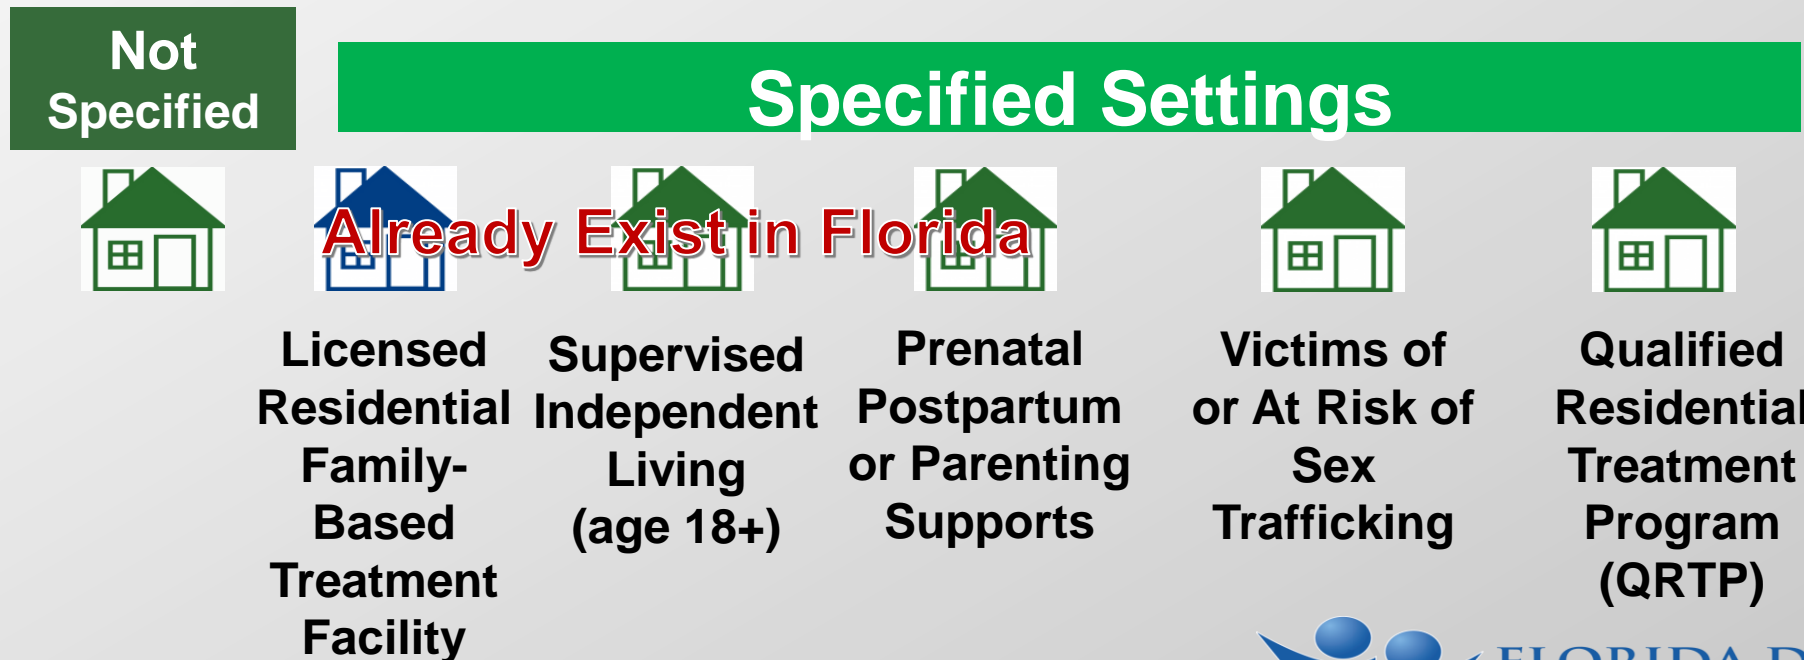 Not
Specified
Specified Settings
Already Exist in Florida
Licensed
Residential
Family-
Based
Treatment
Facility
Supervised
Independent
Living
(age 18+)
Prenatal
Postpartum
or Parenting
Supports
Victims of
or At Risk of
Sex
Trafficking
Qualified
Residential
Treatment
Program
(QRTP)
FLORIDA D